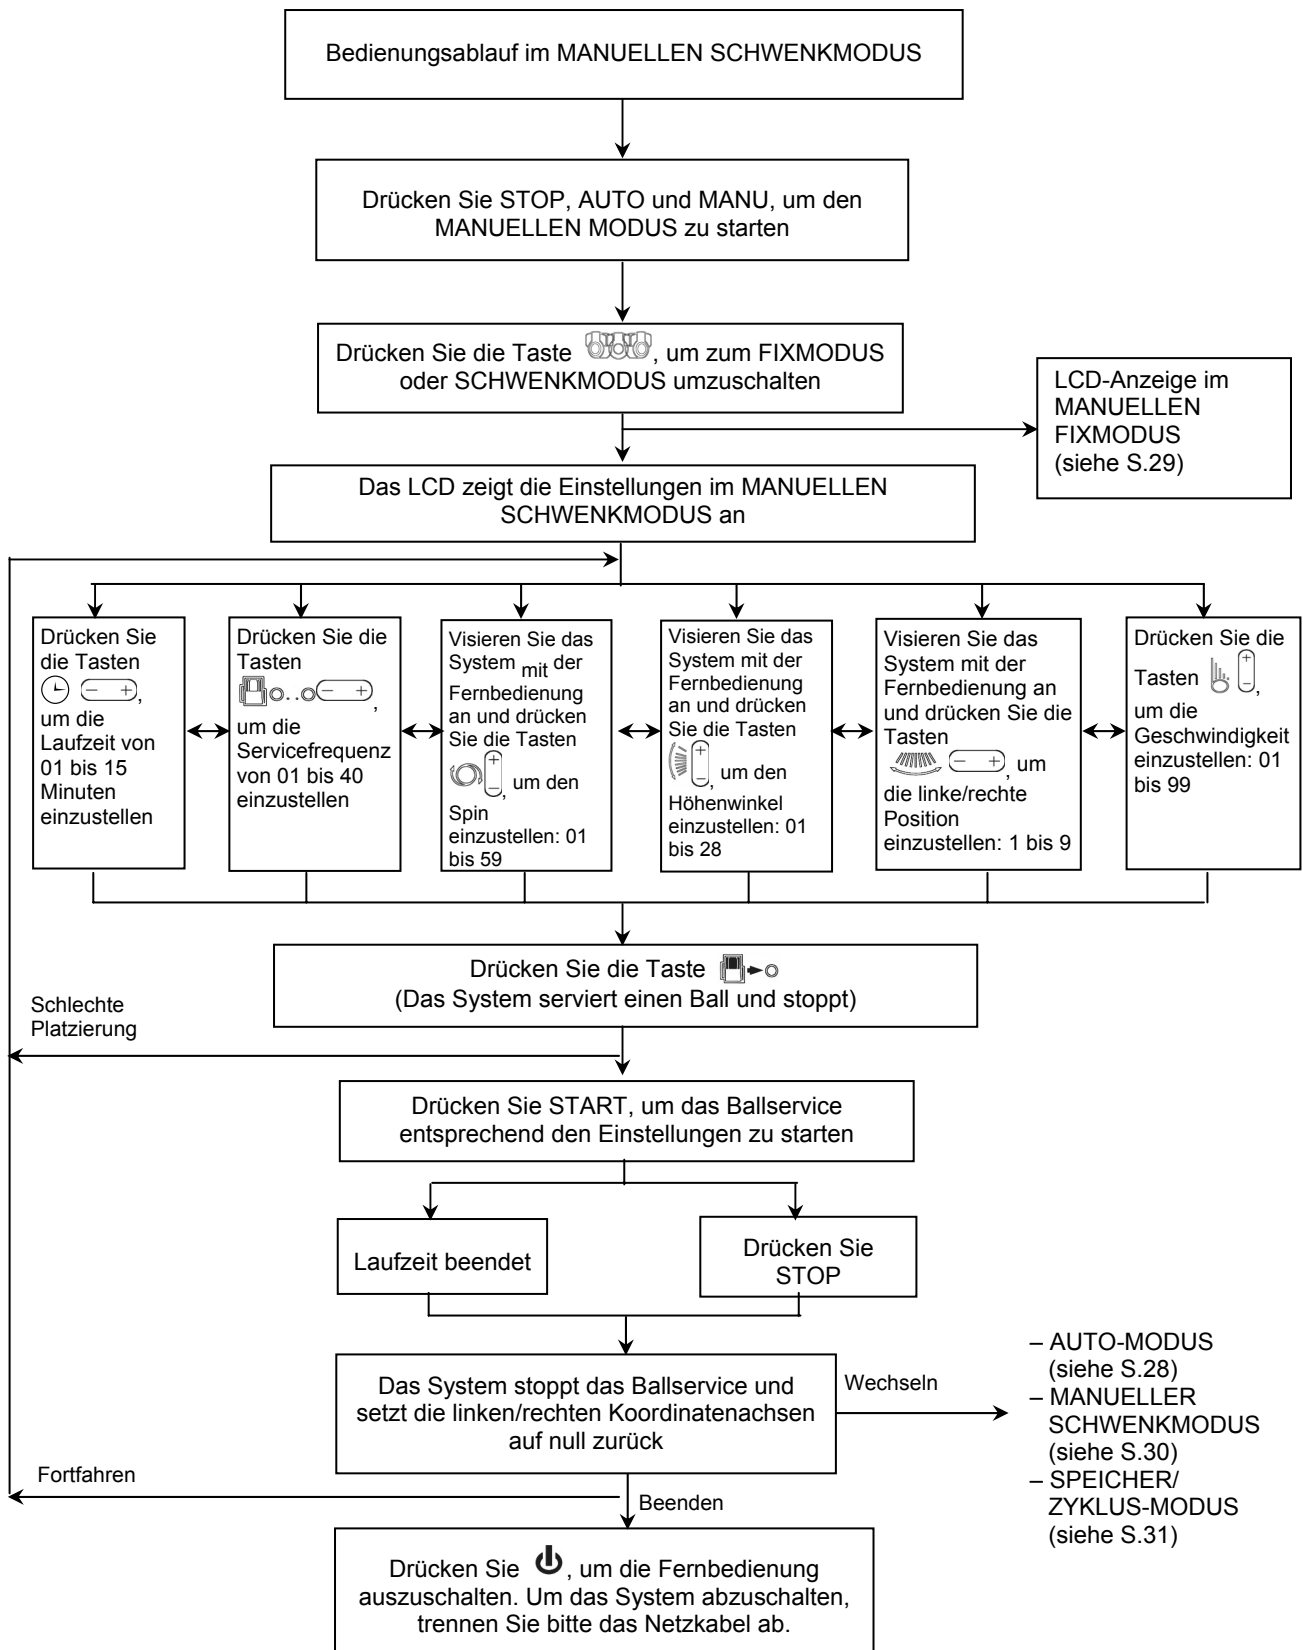 Bedienungsablauf im MANUELLEN SCHWENKMODUS
Drücken Sie STOP, AUTO und MANU, um den
MANUELLEN MODUS zu starten
Drücken Sie die Taste , um zum FIXMODUS
oder SCHWENKMODUS umzuschalten
LCD-Anzeige im
MANUELLEN
FIXMODUS
(siehe S.29)
Das LCD zeigt die Einstellungen im MANUELLEN
SCHWENKMODUS an
Drücken Sie
die Tasten
− + ,
um die
Laufzeit von
01 bis 15
Minuten
einzustellen
Drücken Sie die
Tasten
− + ,
um die
Servicefrequenz
von 01 bis 40
einzustellen
Visieren Sie das
System mit der
Fernbedienung
an und drücken
Sie die Tasten
+
− , um den
Spin
einzustellen: 01
bis 59
Visieren Sie das
System mit der
Fernbedienung
an und drücken
Sie die Tasten
+
− , um den
Höhenwinkel
einzustellen: 01
bis 28
Visieren Sie das
System mit der
Fernbedienung an
und drücken Sie die
Tasten
− + , um
die linke/rechte
Position
einzustellen: 1 bis 9
Drücken Sie die
Tasten +
− ,
um die
Geschwindigkeit
einzustellen: 01
bis 99
Drücken Sie die Taste
(Das System serviert einen Ball und stoppt)
Schlechte
Platzierung
Drücken Sie START, um das Ballservice
entsprechend den Einstellungen zu starten
Laufzeit beendet
Drücken Sie
STOP
Das System stoppt das Ballservice und
setzt die linken/rechten Koordinatenachsen
auf null zurück
Wechseln
– AUTO-MODUS
(siehe S.28)
– MANUELLER
SCHWENKMODUS
(siehe S.30)
– SPEICHER/
ZYKLUS-MODUS
(siehe S.31)
Fortfahren
Beenden
Drücken Sie , um die Fernbedienung
auszuschalten. Um das System abzuschalten,
trennen Sie bitte das Netzkabel ab.